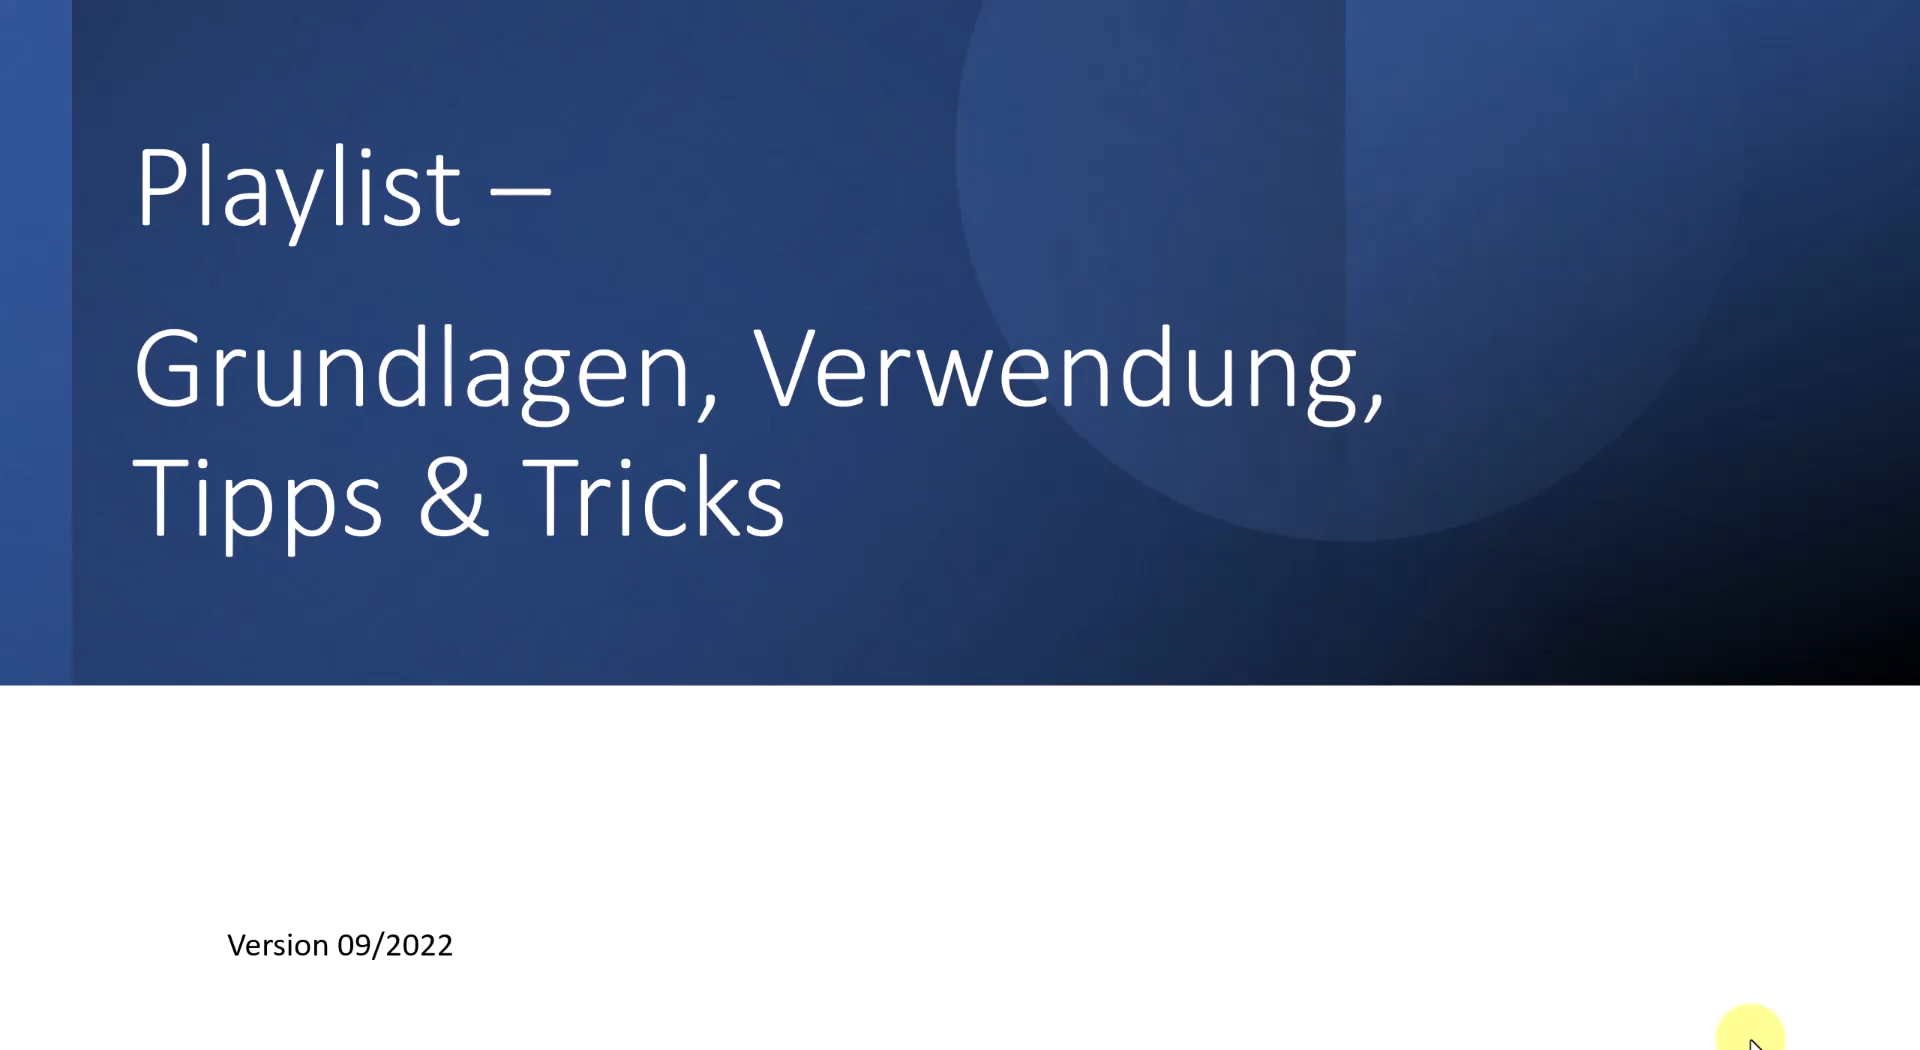 Playlist –
Grundlagen, Verwendung,
Tipps & Tricks
Version 09/2022